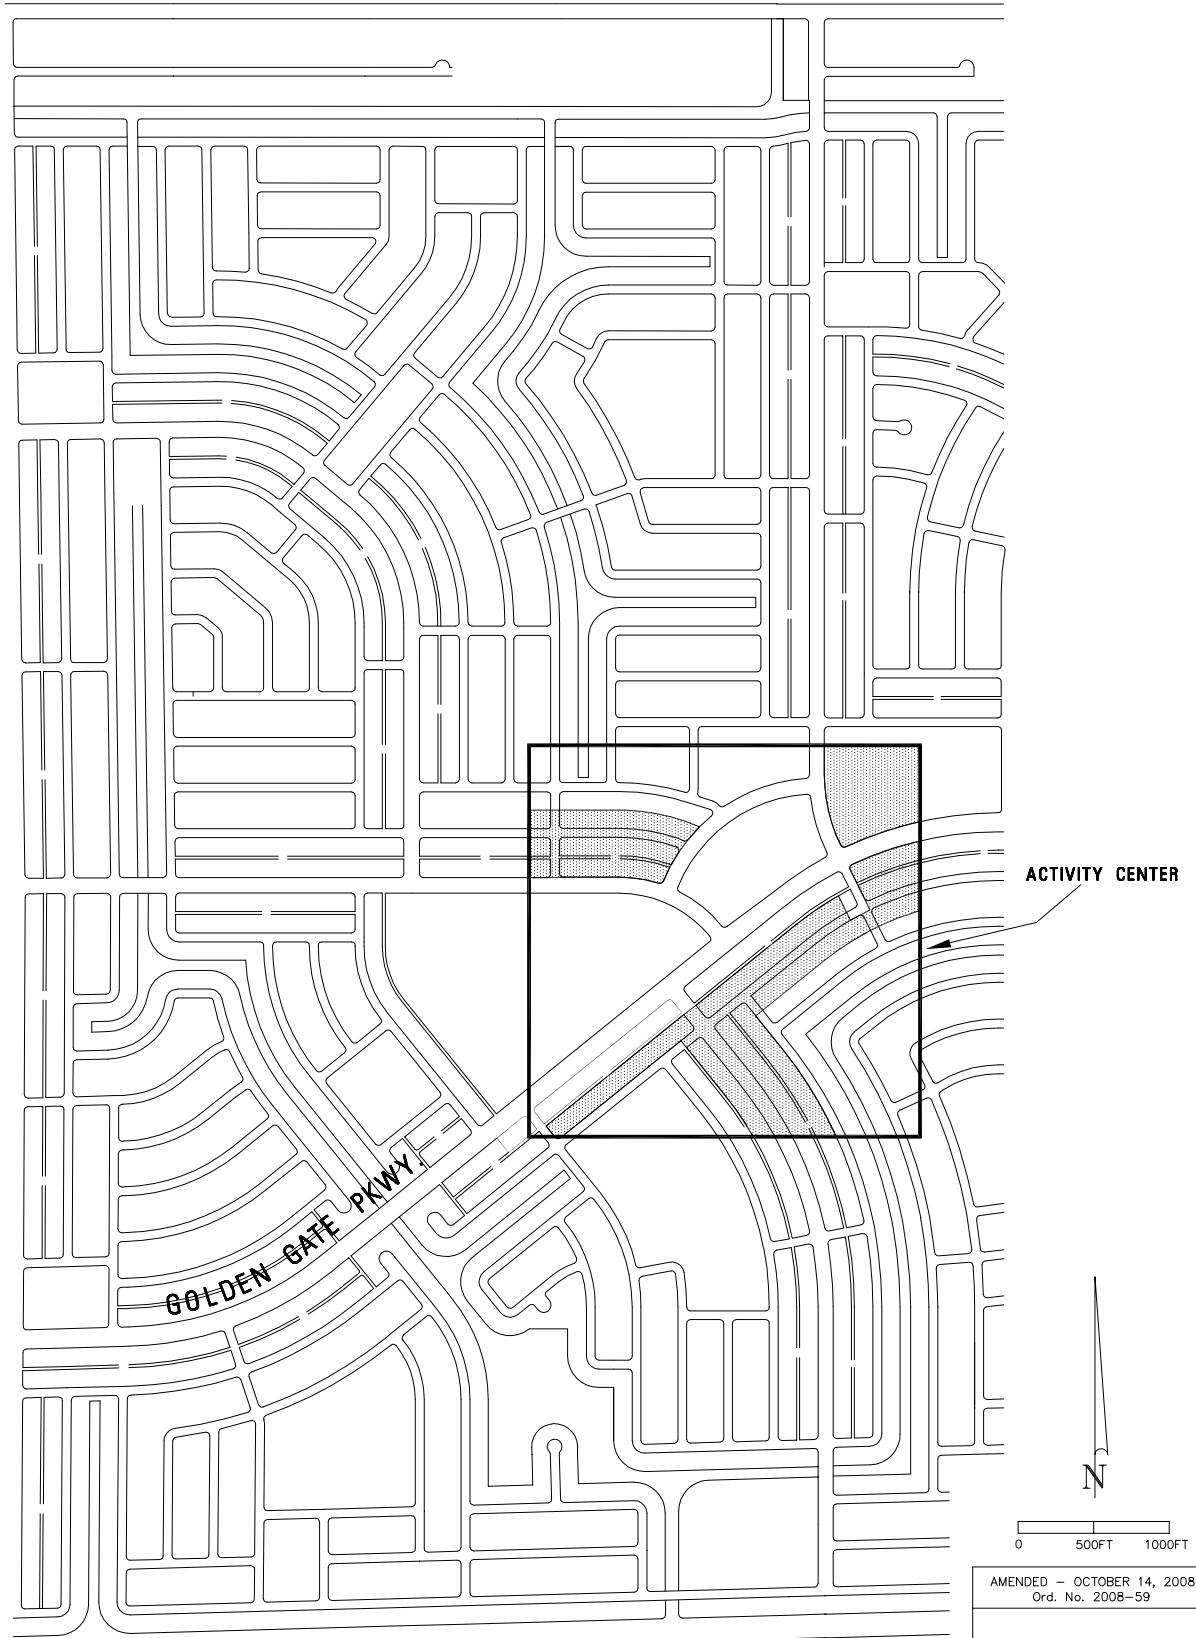 ACTIVITY CENTER
GOLDEN GATE PKWY.
N
0 500FT 1000FT
AMENDED – OCTOBER 14, 2008
Ord. No. 2008–59